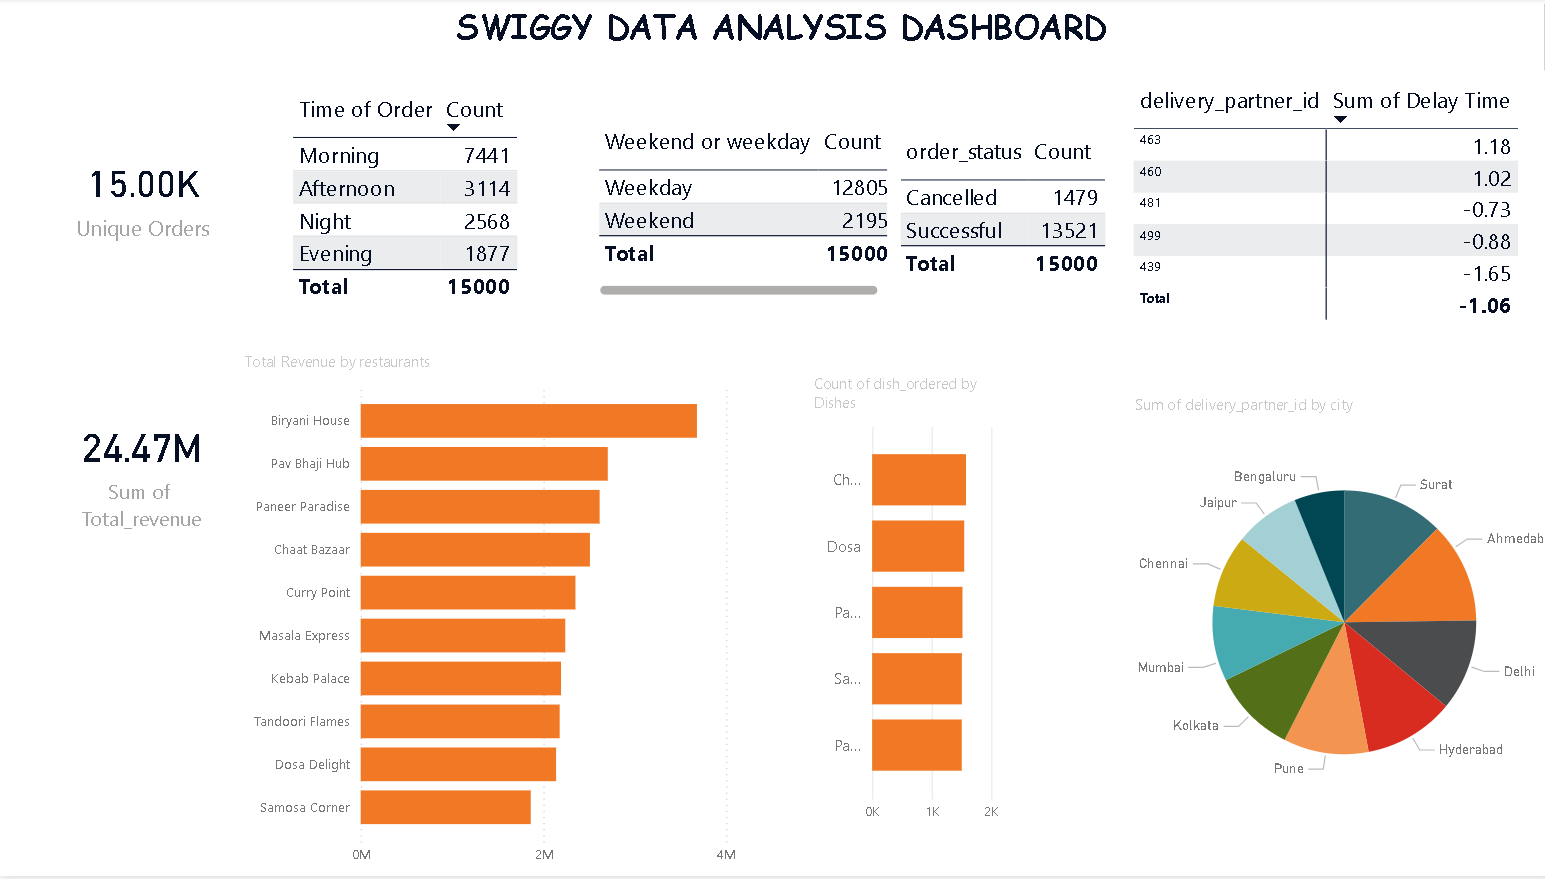 SWIGGY DATA ANALYSIS DASHBOARD
15.00K
Unique Orders
Time of Order Count
Morning 7441
Afternoon 3114
Night 2568
Evening 1877
Total 15000
Weekend or weekday Count
Weekday 12805
Weekend 2195
Total 15000
order_status Count
Cancelled 1479
Successful 13521
Total 15000
delivery_partner_id Sum of Delay Time
463 1.18
460 1.02
481 -0.73
499 -0.88
439 -1.65
Total -1.06
24.47M
Sum of
Total_revenue
Total Revenue by restaurants
Biryani House
Pav Bhaji Hub
Paneer Paradise
Chaat Bazaar
Curry Point
Masala Express
Kebab Palace
Tandoori Flames
Dosa Delight
Samosa Corner
0M 2M 4M
Count of dish_ordered by
Dishes
Ch...
Dosa
Pa...
Sa...
Pa...
0K 1K 2K
Sum of delivery_partner_id by city
Bengaluru
Surat
Jaipur
Ahmedab
Chennai
Mumbai
Delhi
Kolkata
Hyderabad
Pune